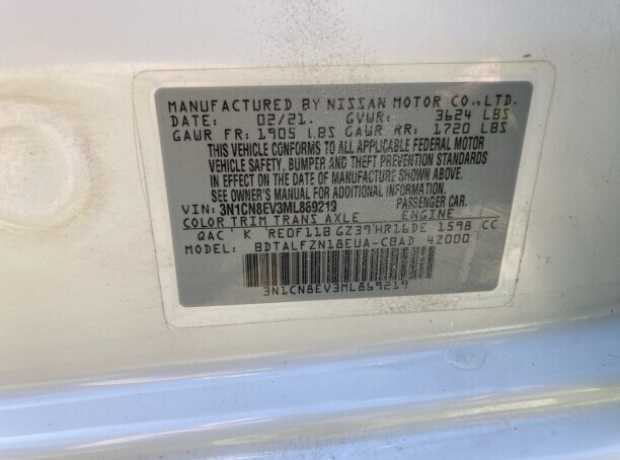 MANUFACTURED BY NISSAN MOTOR CO., LTD.
DATE: 02/21. GVWR: 3624 LBS
GAWR FR: 1905 LBS GAWR RR: 1720 LBS
THIS VEHICLE CONFORMS TO ALL APPLICABLE FEDERAL MOTOR
VEHICLE SAFETY, BUMPER AND THEFT PREVENTION STANDARDS
IN EFFECT ON THE DATE OF MANUFACTURE SHOWN ABOVE.
SEE OWNER'S MANUAL FOR ADDITIONAL INFORMATION.
VIN: 3N1CN8EV3ML869219 PASSENGER CAR.
COLOR TRIM TRANS AXLE ENGINE
QAC K RE0F11B GZ39 HR16DE 1598 CC
MODEL: BDTALFZN18EUA-CBAD 42000
3N1CN8EV3ML869219